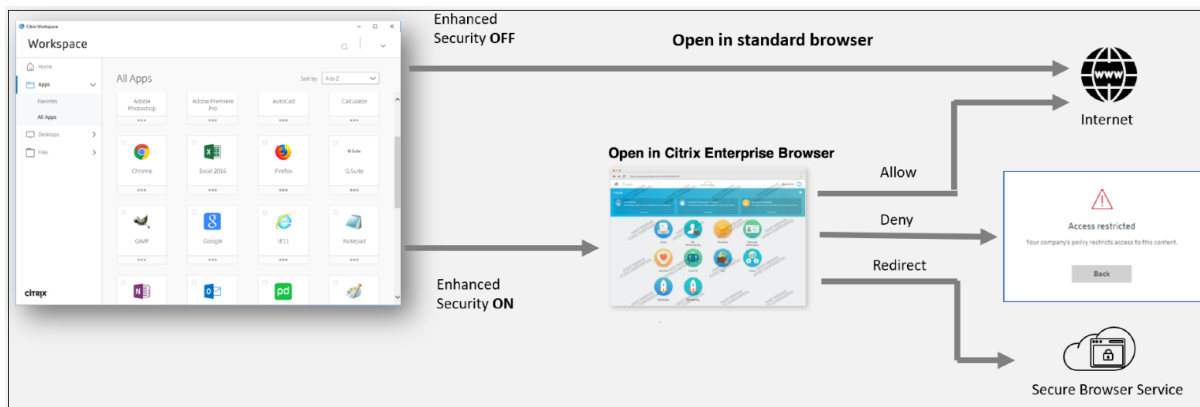 Citrix Workspace
Workspace
Home
Apps
Favorites
All Apps
Desktops
Files
citrix
All Apps
Sort by
A to Z
Adobe Photoshop
Adobe Premiere Pro
AutoCad
Calculator
Chrome
Excel 2016
Firefox
G Suite
G Suite
GIMP
Google
IE11
Notepad
Enhanced
Security OFF
Open in standard browser
Internet
Open in Citrix Enterprise Browser
Allow
Deny
Redirect
Enhanced
Security ON
Access restricted
Your company's policy restricts access to this content.
Back
Secure Browser Service